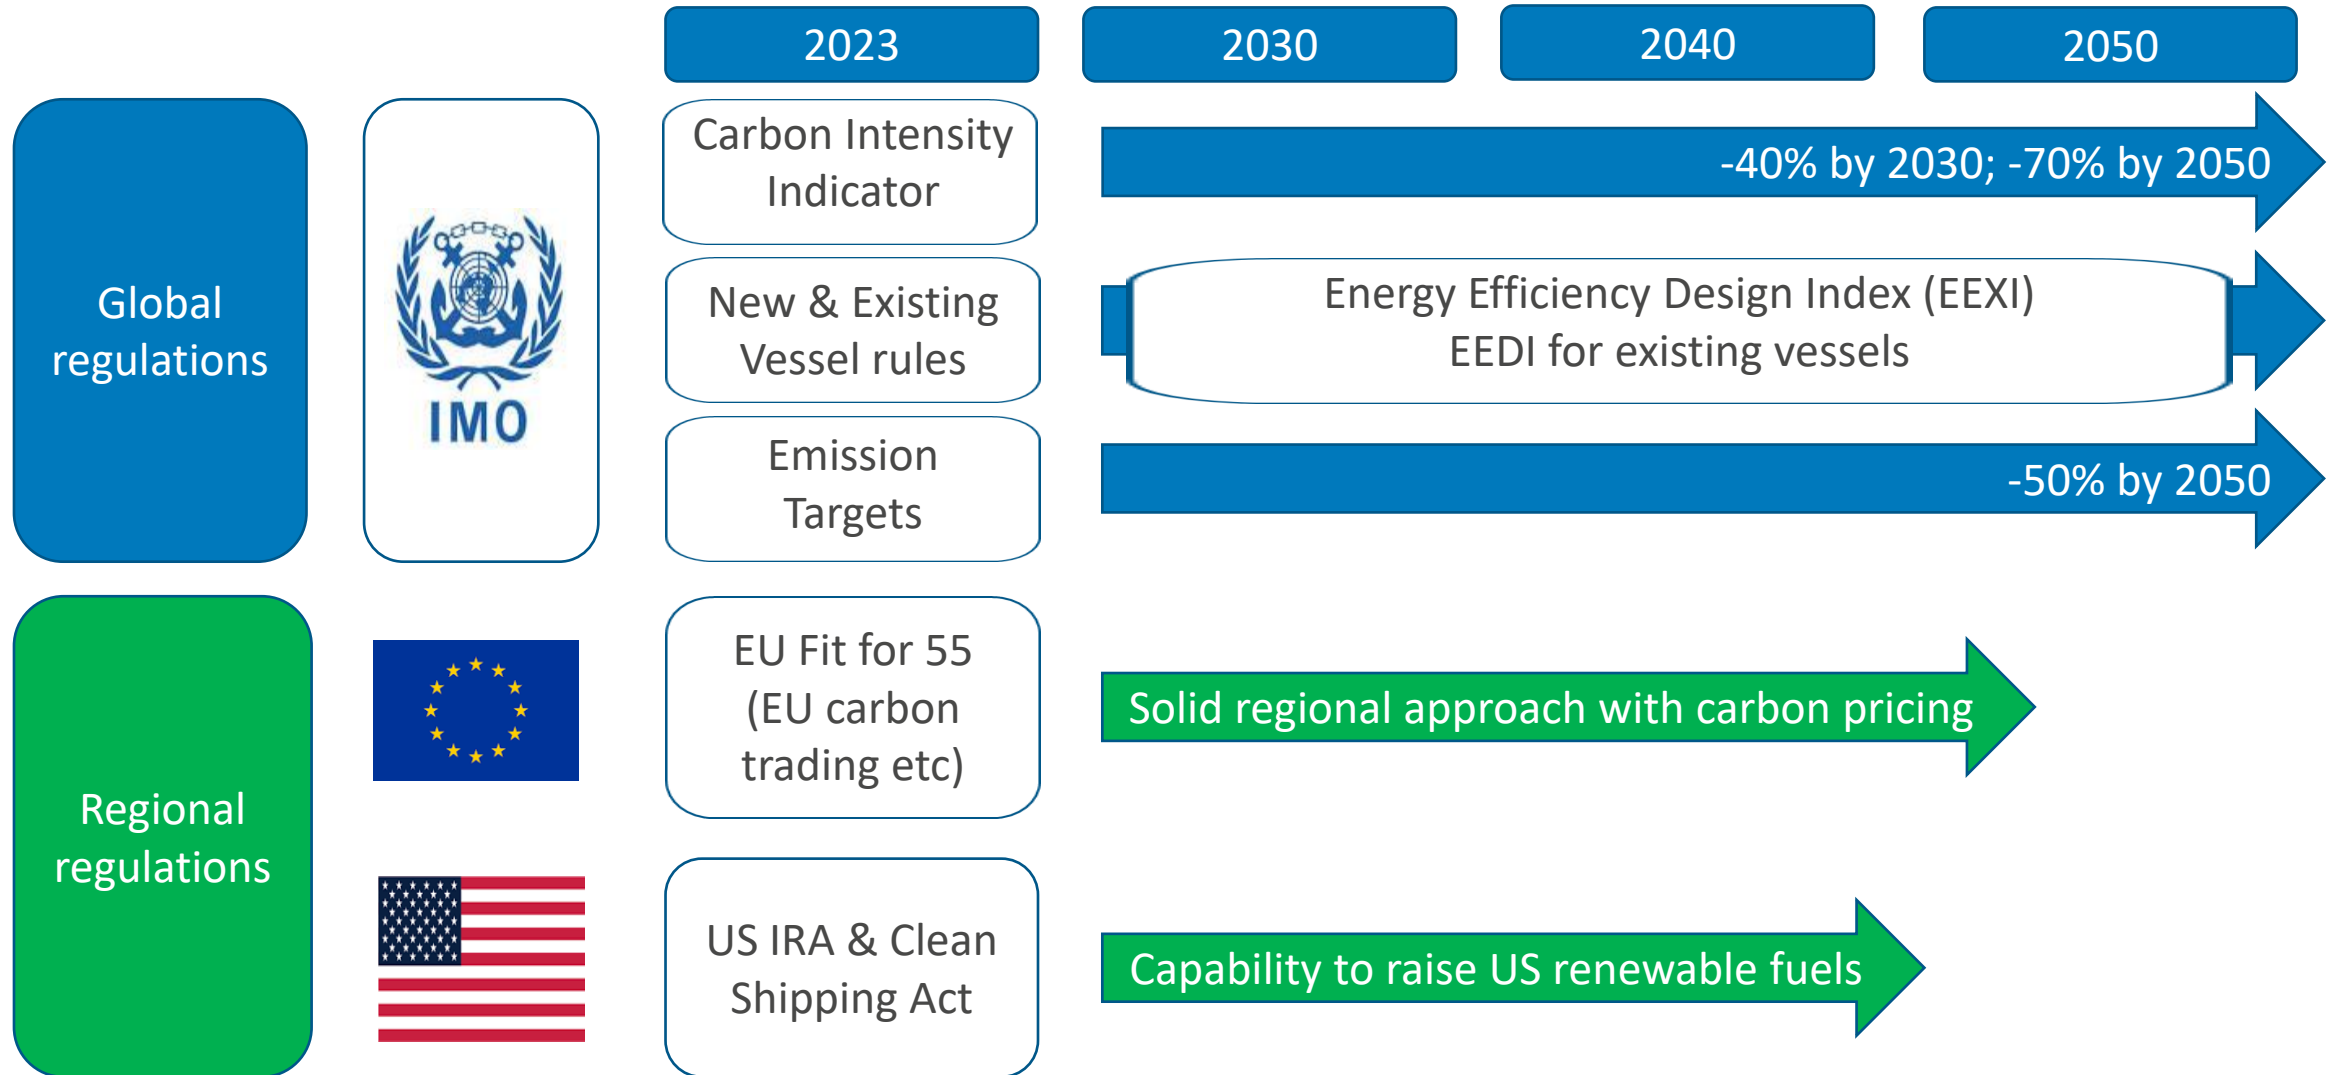 2023
2030
2040
2050
Global
regulations
IMO
Carbon Intensity
Indicator
-40% by 2030; -70% by 2050
New & Existing
Vessel rules
Energy Efficiency Design Index (EEXI)
EEDI for existing vessels
Emission
Targets
-50% by 2050
Regional
regulations
EU Fit for 55
(EU carbon
trading etc)
Solid regional approach with carbon pricing
US IRA & Clean
Shipping Act
Capability to raise US renewable fuels